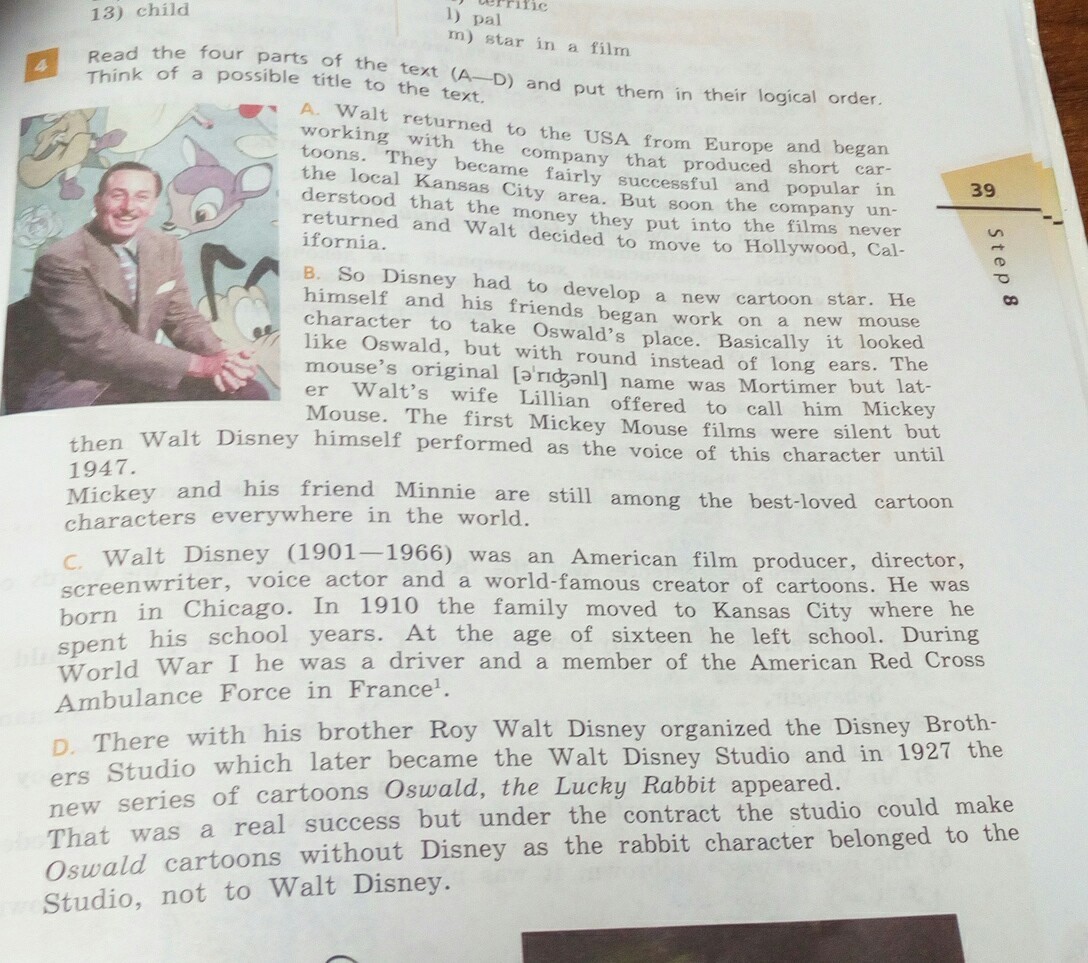 13) child
terrific
l) pal
m) star in a film
4 Read the four parts of the text (A—D) and put them in their logical order.
Think of a possible title to the text.
A. Walt returned to the USA from Europe and began
working with the company that produced short car-
toons. They became fairly successful and popular in
the local Kansas City area. But soon the company un-
derstood that the money they put into the films never
returned and Walt decided to move to Hollywood, Cal-
ifornia.
39
Step 8
B. So Disney had to develop a new cartoon star. He
himself and his friends began work on a new mouse
character to take Oswald's place. Basically it looked
like Oswald, but with round instead of long ears. The
mouse's original [əˈrɪʤənl] name was Mortimer but lat-
er Walt's wife Lillian offered to call him Mickey
Mouse. The first Mickey Mouse films were silent but
then Walt Disney himself performed as the voice of this character until
1947.
Mickey and his friend Minnie are still among the best-loved cartoon
characters everywhere in the world.
C. Walt Disney (1901—1966) was an American film producer, director,
screenwriter, voice actor and a world-famous creator of cartoons. He was
born in Chicago. In 1910 the family moved to Kansas City where he
spent his school years. At the age of sixteen he left school. During
World War I he was a driver and a member of the American Red Cross
Ambulance Force in France¹.
D. There with his brother Roy Walt Disney organized the Disney Broth-
ers Studio which later became the Walt Disney Studio and in 1927 the
new series of cartoons Oswald, the Lucky Rabbit appeared.
That was a real success but under the contract the studio could make
Oswald cartoons without Disney as the rabbit character belonged to the
Studio, not to Walt Disney.